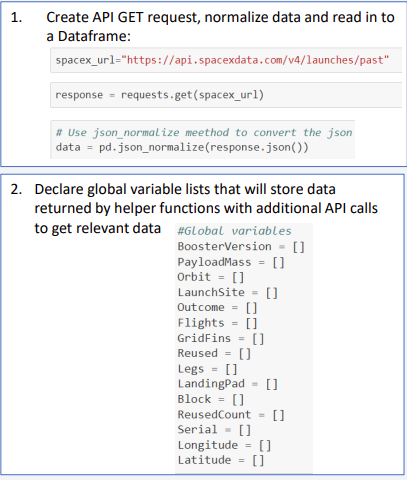 1. Create API GET request, normalize data and read in to
a Dataframe:
spacex_url="https://api.spacexdata.com/v4/launches/past"
response = requests.get(spacex_url)
# Use json_normalize meethod to convert the json
data = pd.json_normalize(response.json())
2. Declare global variable lists that will store data
returned by helper functions with additional API calls
to get relevant data
#Global variables
BoosterVersion = []
PayloadMass = []
Orbit = []
LaunchSite = []
Outcome = []
Flights = []
GridFins = []
Reused = []
Legs = []
LandingPad = []
Block = []
ReusedCount = []
Serial = []
Longitude = []
Latitude = []